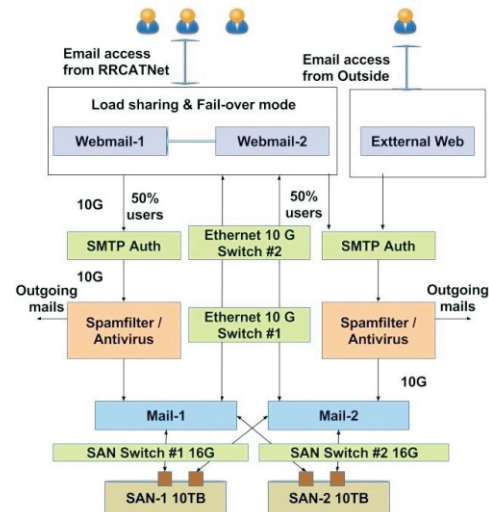 Email access
from RRCATNet
Email access
from Outside
Load sharing & Fail-over mode
Webmail-1
Webmail-2
Extternal Web
10G
50%
users
50%
users
SMTP Auth
Ethernet 10 G
Switch #2
SMTP Auth
10G
Outgoing
mails
Spamfilter /
Antivirus
Ethernet 10 G
Switch #1
Spamfilter /
Antivirus
Outgoing
mails
10G
Mail-1
Mail-2
SAN Switch #1 16G
SAN Switch #2 16G
SAN-1 10TB
SAN-2 10TB